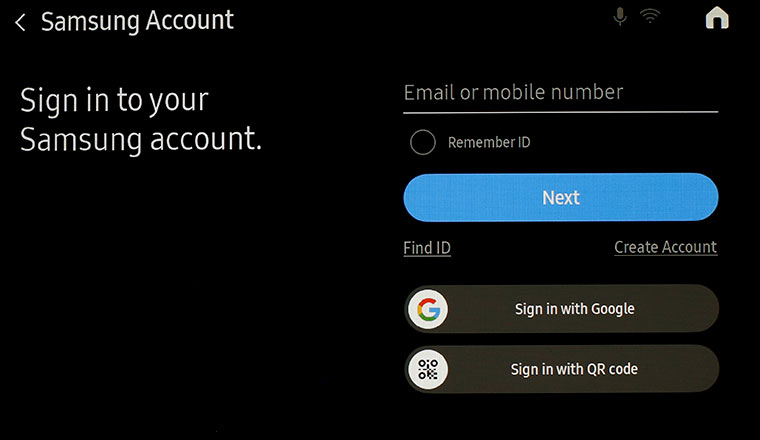 Samsung Account
Sign in to your
Samsung account.
Email or mobile number
Remember ID
Next
Find ID
Create Account
Sign in with Google
Sign in with QR code